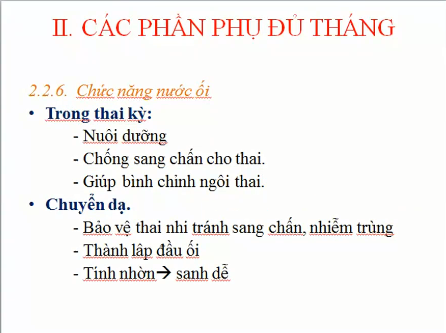 II. CÁC PHẦN PHỤ ĐỦ THÁNG
2.2.6. Chức năng nước ối
• Trong thai kỳ:
- Nuôi dưỡng
- Chống sang chấn cho thai.
- Giúp bình chỉnh ngôi thai.
• Chuyển dạ.
- Bảo vệ thai nhi tránh sang chấn, nhiễm trùng
- Thành lập đầu ối
- Tính nhờn→ sanh dễ